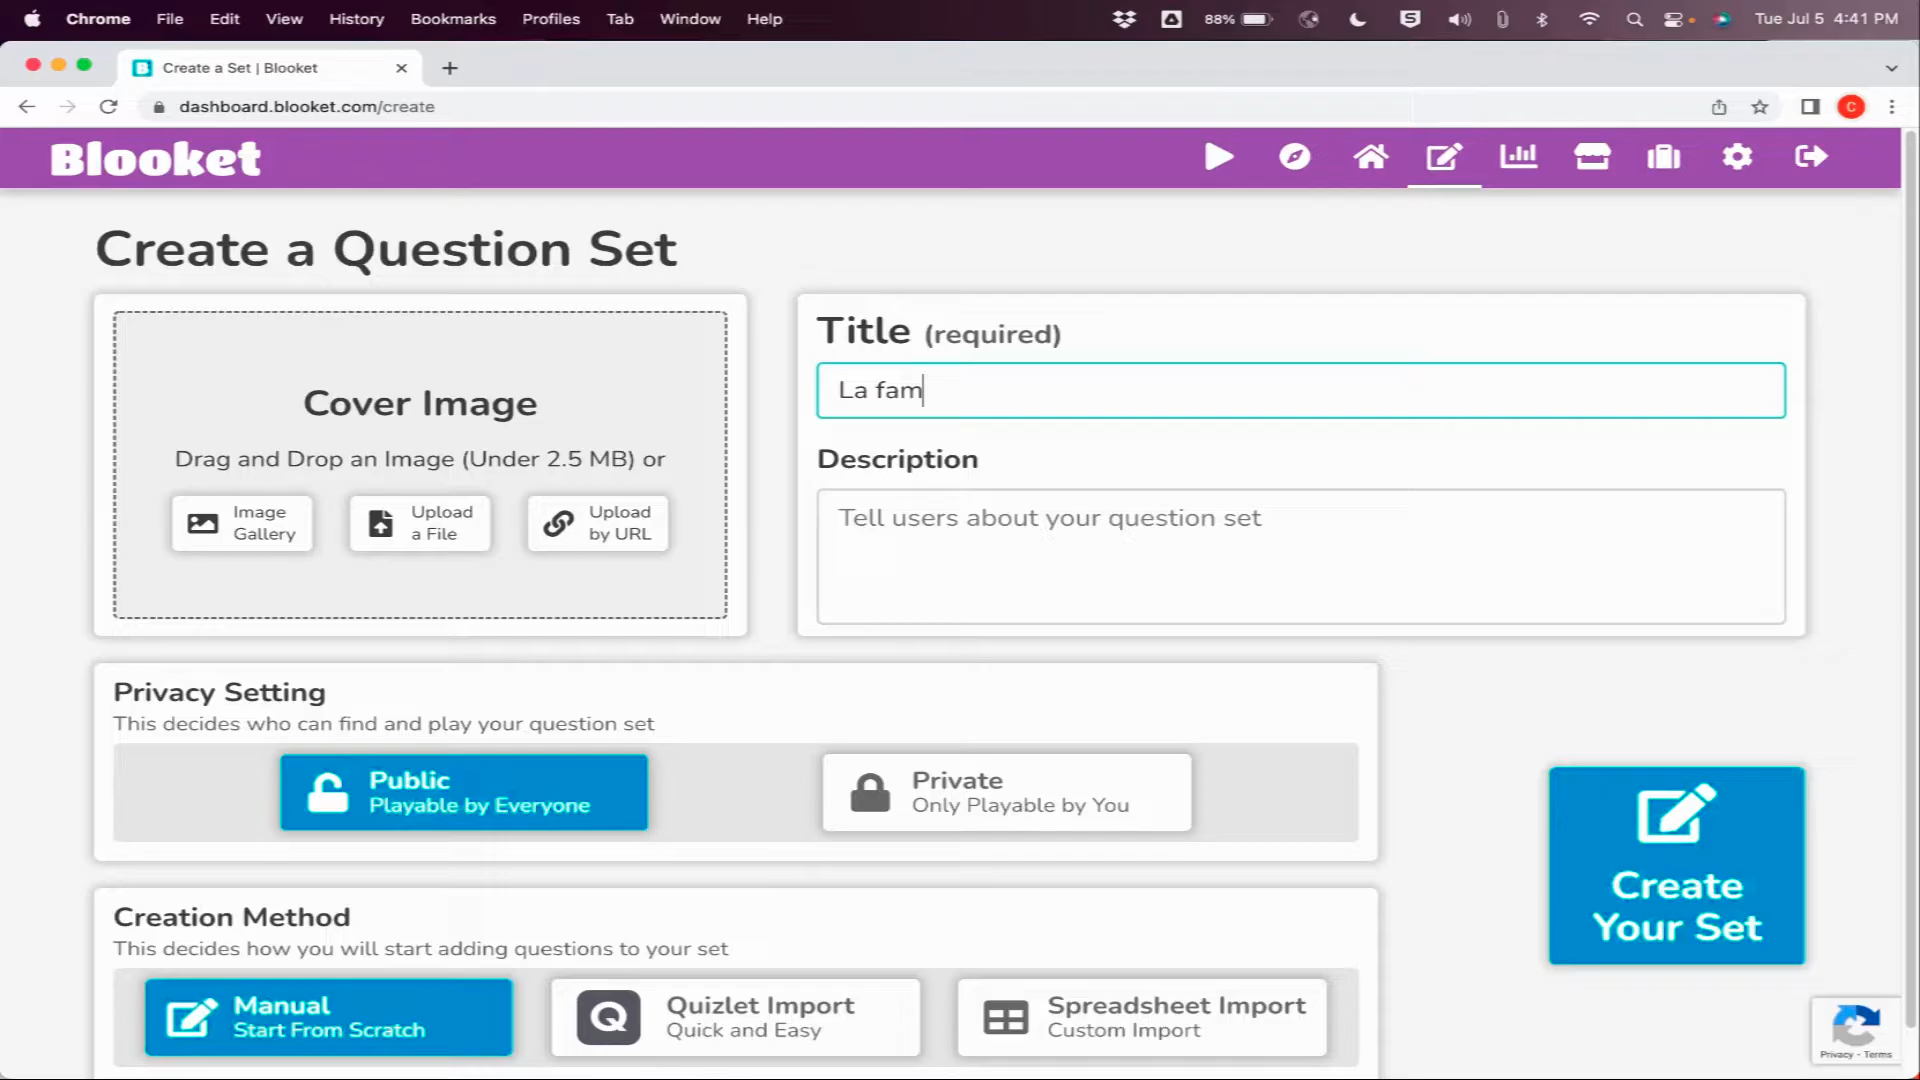 Chrome File Edit View History Bookmarks Profiles Tab Window Help 88% Tue Jul 5 4:41 PM
Create a Set | Blooket
dashboard.blooket.com/create C
Blooket
Create a Question Set
Cover Image
Drag and Drop an Image (Under 2.5 MB) or
Image
Gallery
Upload
a File
Upload
by URL
Title (required)
La fam
Description
Tell users about your question set
Privacy Setting
This decides who can find and play your question set
Public
Playable by Everyone
Private
Only Playable by You
Creation Method
This decides how you will start adding questions to your set
Manual
Start From Scratch
Q
Quizlet Import
Quick and Easy
Spreadsheet Import
Custom Import
Create
Your Set
Privacy - Terms